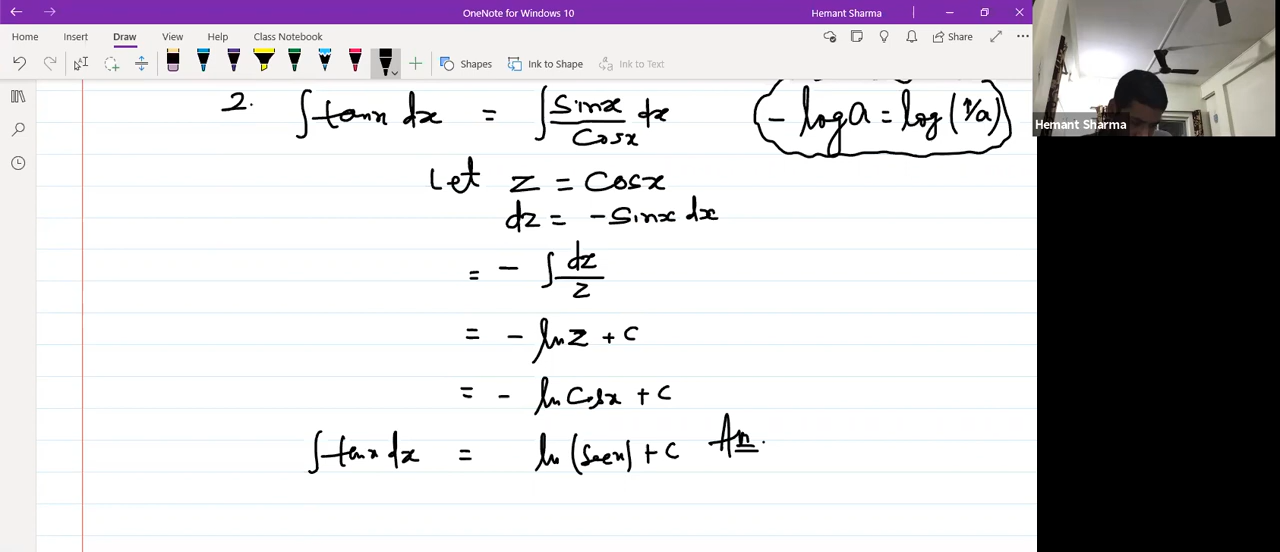 OneNote for Windows 10
Hemant Sharma
Home Insert Draw View Help Class Notebook
Share
Shapes Ink to Shape Ink to Text
2. ∫ tanx dx = ∫ Sinx/Cosx dx
- log a = log(1/a)
Hemant Sharma
Let z = Cosx
dz = -Sinx dx
= - ∫ dz/z
= - ln z + c
= - ln Cosx + c
∫ tanx dx = ln (Secx) + c An.